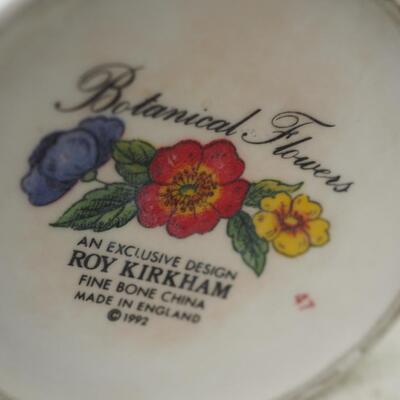 Botanical Flowers
AN EXCLUSIVE DESIGN
ROY KIRKHAM
FINE BONE CHINA
MADE IN ENGLAND
©1992